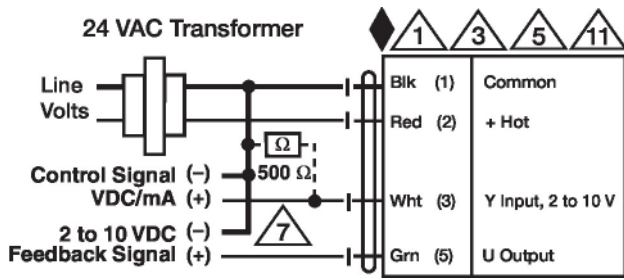 24 VAC Transformer
1 3 5 11
Line
Volts
Blk (1) Common
Red (2) + Hot
Ω
500 Ω
Control Signal (−)
VDC/mA (+)
Wht (3) Y Input, 2 to 10 V
7
2 to 10 VDC (−)
Feedback Signal (+)
Grn (5) U Output